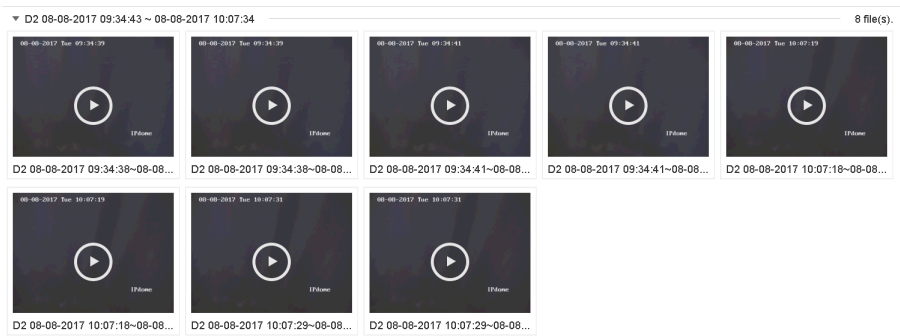 D2 08-08-2017 09:34:43 ~ 08-08-2017 10:07:34
8 file(s).
08-08-2017 Tue 09:34:39
IPdome
D2 08-08-2017 09:34:38~08-08...
08-08-2017 Tue 09:34:39
IPdome
D2 08-08-2017 09:34:38~08-08...
08-08-2017 Tue 09:34:41
IPdome
D2 08-08-2017 09:34:41~08-08...
08-08-2017 Tue 09:34:41
IPdome
D2 08-08-2017 09:34:41~08-08...
08-08-2017 Tue 10:07:19
IPdome
D2 08-08-2017 10:07:18~08-08...
08-08-2017 Tue 10:07:19
IPdome
D2 08-08-2017 10:07:18~08-08...
08-08-2017 Tue 10:07:31
IPdome
D2 08-08-2017 10:07:29~08-08...
08-08-2017 Tue 10:07:31
IPdome
D2 08-08-2017 10:07:29~08-08...